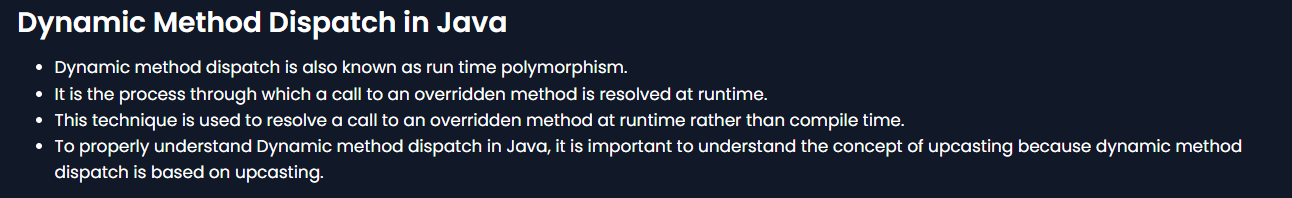 Dynamic Method Dispatch in Java
• Dynamic method dispatch is also known as run time polymorphism.
• It is the process through which a call to an overridden method is resolved at runtime.
• This technique is used to resolve a call to an overridden method at runtime rather than compile time.
• To properly understand Dynamic method dispatch in Java, it is important to understand the concept of upcasting because dynamic method
dispatch is based on upcasting.